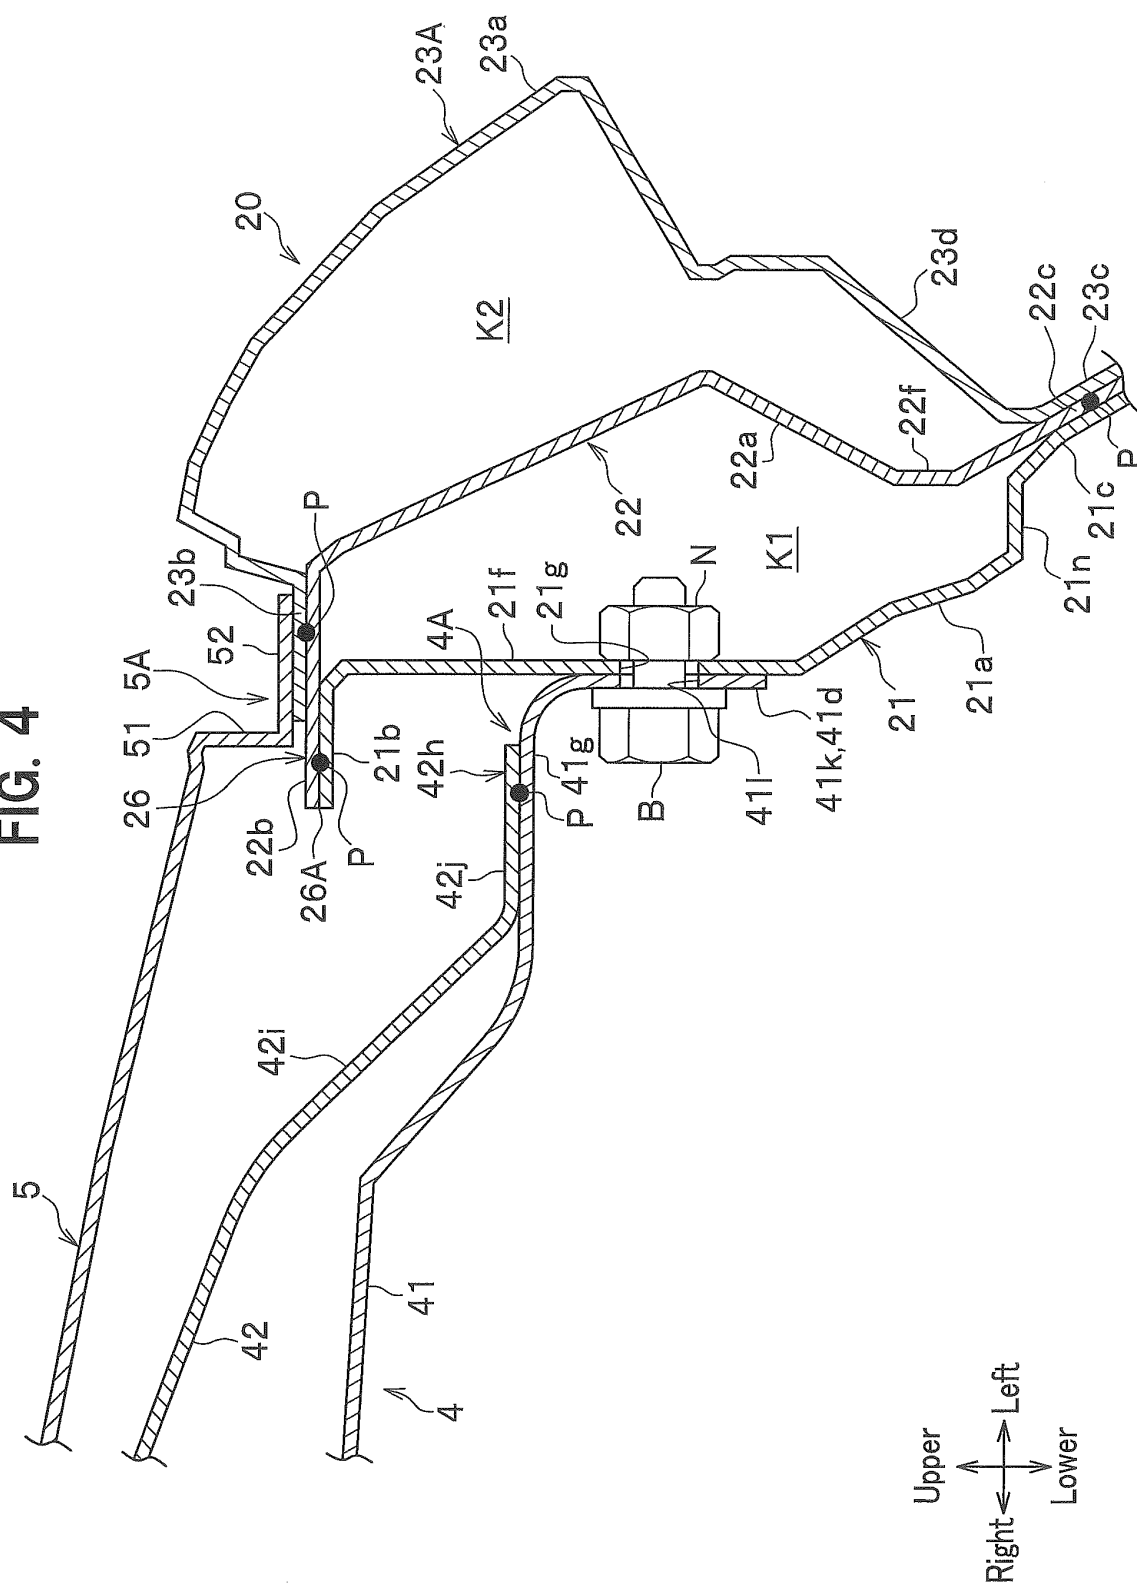 FIG. 4
23A
23a
20
K2
23d
22c
23c
22f
22a
22
P
P
21c
21n
K1
N
21g
21f
4A
23b
52
5A
51
26
22b
26A
P
21b
42h
41g
P
B
41l
41k,41d
21
21a
42j
42i
5
42
41
4
Upper
Right
Left
Lower